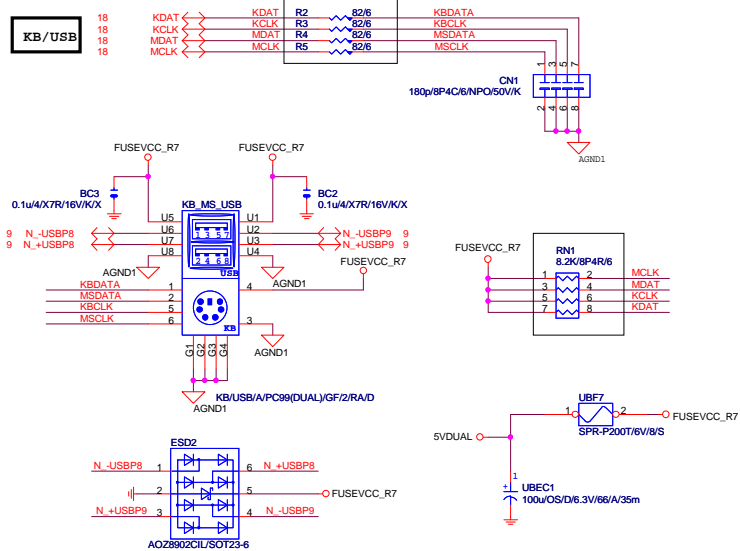 KB/USB
18 KDAT KDAT R2 82/6 KBDATA
18 KCLK KCLK R3 82/6 KBCLK
18 MDAT MDAT R4 82/6 MSDATA
18 MCLK MCLK R5 82/6 MSCLK
1 3 5 7
CN1
180p/8P4C/6/NPO/50V/K
2 4 6 8
AGND1
FUSEVCC_R7 FUSEVCC_R7
BC3
0.1u/4/X7R/16V/K/X
BC2
0.1u/4/X7R/16V/K/X
KB_MS_USB
U5 U1
9 N_-USBP8 U6 U2 N_-USBP9 9
9 N_+USBP8 U7 U3 N_+USBP9 9
U8 U4
1 3 5 7
2 4 6 8
USB
AGND1 AGND1
FUSEVCC_R7
KBDATA 1 4
MSDATA 2
KBCLK 5
MSCLK 6 3
KB
AGND1
G1 G2 G3 G4
KB/USB/A/PC99(DUAL)/GF/2/RA/D
AGND1
FUSEVCC_R7
RN1
8.2K/8P4R/6
1 2 MCLK
3 4 MDAT
5 6 KCLK
7 8 KDAT
UBF7
1 2 FUSEVCC_R7
SPR-P200T/6V/8/S
5VDUAL
1
+
UBEC1
100u/OS/D/6.3V/66/A/35m
ESD2
N_-USBP8 1 6 N_+USBP8
2 5 FUSEVCC_R7
N_+USBP9 3 4 N_-USBP9
AOZ8902CIL/SOT23-6